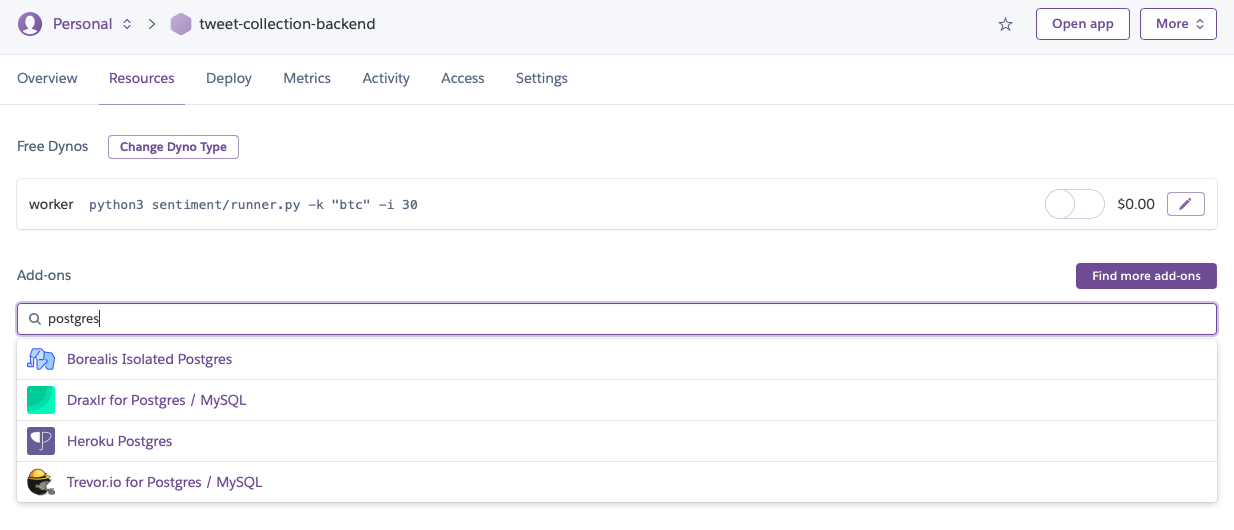 Personal tweet-collection-backend Open app More
Overview Resources Deploy Metrics Activity Access Settings
Free Dynos Change Dyno Type
worker python3 sentiment/runner.py -k "btc" -i 30 $0.00
Add-ons Find more add-ons
postgres
Borealis Isolated Postgres
Draxlr for Postgres / MySQL
Heroku Postgres
Trevor.io for Postgres / MySQL